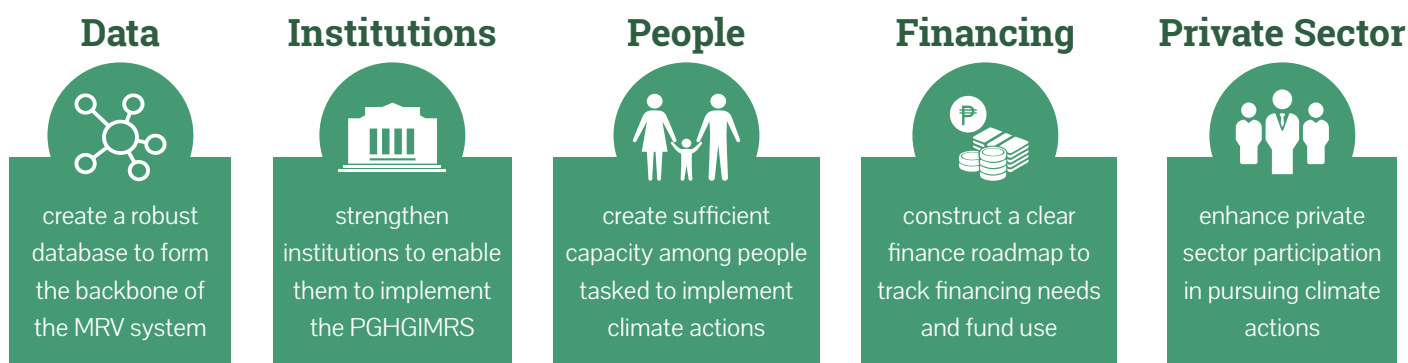 Data
create a robust
database to form
the backbone of
the MRV system
Institutions
strengthen
institutions to enable
them to implement
the PGHGIMRS
People
create sufficient
capacity among people
tasked to implement
climate actions
Financing
₱
construct a clear
finance roadmap to
track financing needs
and fund use
Private Sector
enhance private
sector participation
in pursuing climate
actions